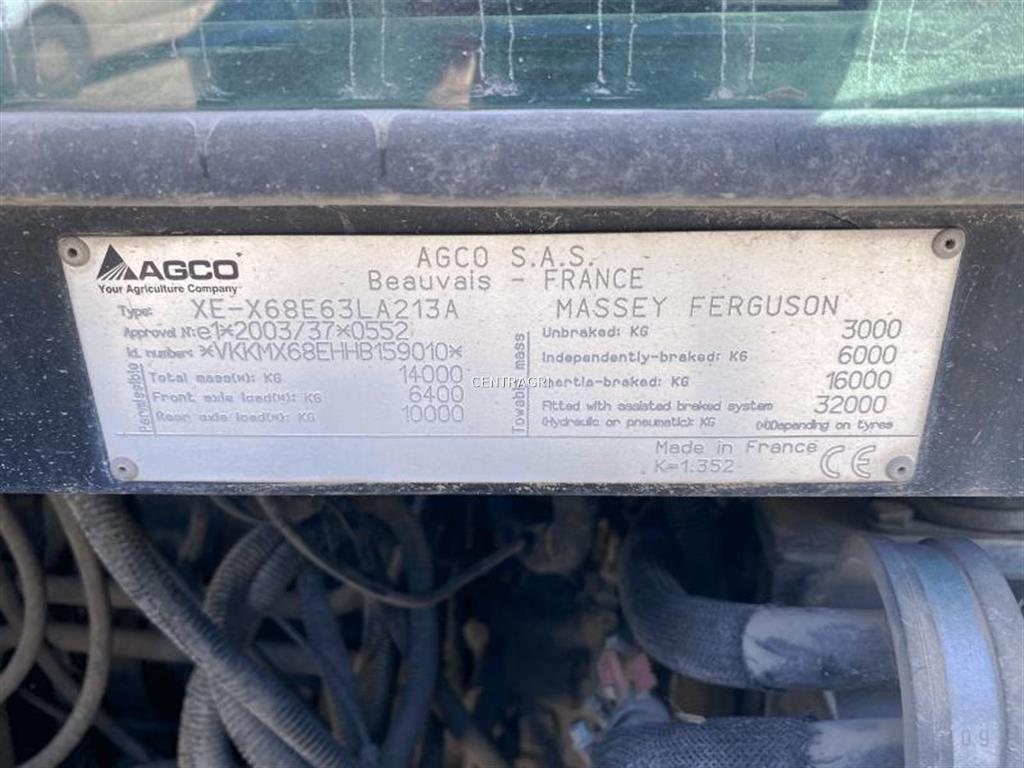 AGCO
Your Agriculture Company
AGCO S.A.S.
Beauvais - FRANCE
Type: XE-X68E63LA213A
MASSEY FERGUSON
Approval N: e1*2003/37*0552
Id. number: *VKKMX68EHHB159010*
Permissible
Total mass(*): KG 14000
Front axle load(*): KG 6400
Rear axle load(*): KG 10000
Towable mass
Unbraked: KG 3000
Independently-braked: KG 6000
Inertia-braked: KG 16000
Fitted with assisted braked system 32000
(Hydraulic or pneumatic): KG (*)Depending on tyres
Made in France
K=1.352
CE
CENTRAGRI
09